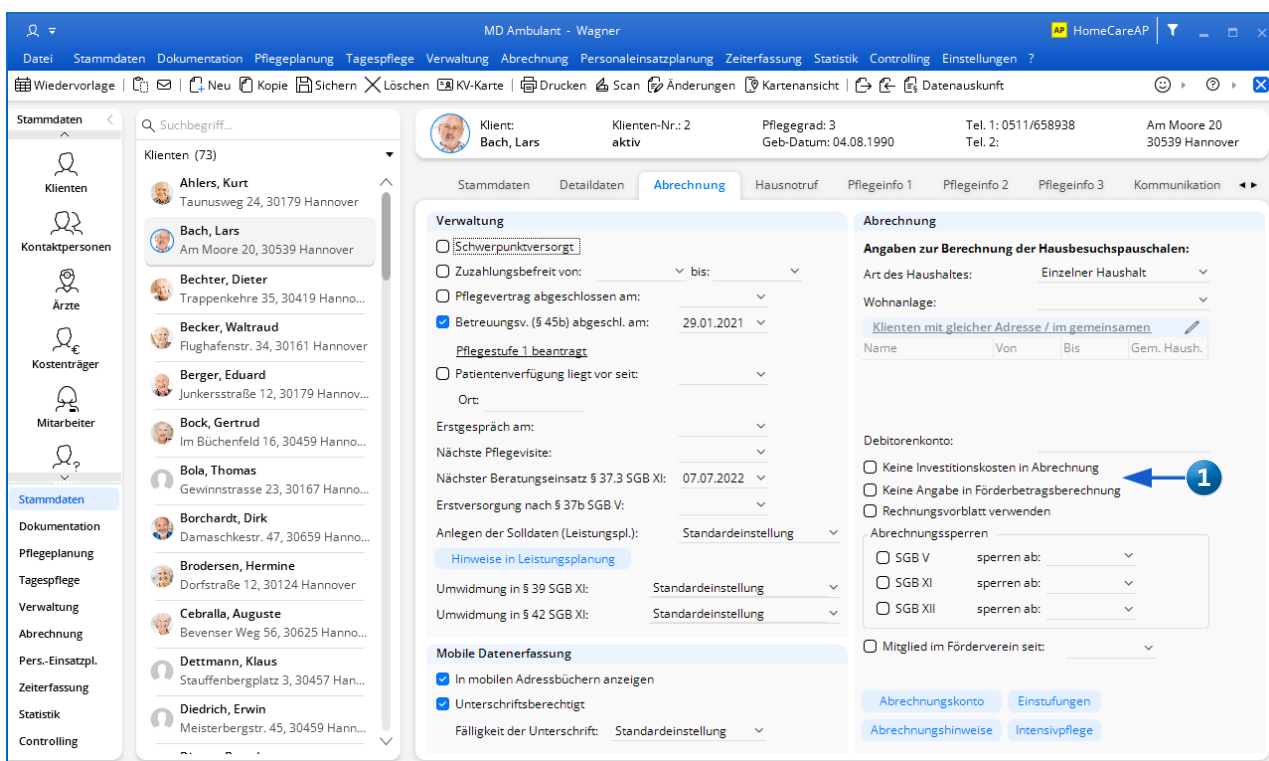 MD Ambulant - Wagner
AP HomeCareAP
Datei Stammdaten Dokumentation Pflegeplanung Tagespflege Verwaltung Abrechnung Personaleinsatzplanung Zeiterfassung Statistik Controlling Einstellungen ?
Wiedervorlage Neu Kopie Sichern Löschen KV-Karte Drucken Scan Änderungen Kartenansicht Datenauskunft
Stammdaten
Klienten
Kontaktpersonen
Ärzte
Kostenträger
Mitarbeiter
Stammdaten
Dokumentation
Pflegeplanung
Tagespflege
Verwaltung
Abrechnung
Pers.-Einsatzpl.
Zeiterfassung
Statistik
Controlling
Suchbegriff...
Klienten (73)
Ahlers, Kurt
Taunusweg 24, 30179 Hannover
Bach, Lars
Am Moore 20, 30539 Hannover
Bechter, Dieter
Trappenkehre 35, 30419 Hanno...
Becker, Waltraud
Flughafenstr. 34, 30161 Hannover
Berger, Eduard
Junkersstraße 12, 30179 Hannov...
Bock, Gertrud
Im Büchenfeld 16, 30459 Hanno...
Bola, Thomas
Gewinnstrasse 23, 30167 Hanno...
Borchardt, Dirk
Damaschkestr. 47, 30659 Hanno...
Brodersen, Hermine
Dorfstraße 12, 30124 Hannover
Cebralla, Auguste
Bevenser Weg 56, 30625 Hanno...
Dettmann, Klaus
Stauffenbergplatz 3, 30457 Han...
Diedrich, Erwin
Meisterbergstr. 45, 30459 Hann...
Klient: Klienten-Nr.: 2 Pflegegrad: 3 Tel. 1: 0511/658938 Am Moore 20
Bach, Lars aktiv Geb-Datum: 04.08.1990 Tel. 2: 30539 Hannover
Stammdaten Detaildaten Abrechnung Hausnotruf Pflegeinfo 1 Pflegeinfo 2 Pflegeinfo 3 Kommunikation
Verwaltung
Schwerpunktversorgt
Zuzahlungsbefreit von: bis:
Pflegevertrag abgeschlossen am:
Betreuungsv. (§ 45b) abgeschl. am: 29.01.2021
Pflegestufe 1 beantragt
Patientenverfügung liegt vor seit:
Ort:
Erstgespräch am:
Nächste Pflegevisite:
Nächster Beratungseinsatz § 37.3 SGB XI: 07.07.2022
Erstversorgung nach § 37b SGB V:
Anlegen der Solldaten (Leistungspl.): Standardeinstellung
Hinweise in Leistungsplanung
Umwidmung in § 39 SGB XI: Standardeinstellung
Umwidmung in § 42 SGB XI: Standardeinstellung
Mobile Datenerfassung
In mobilen Adressbüchern anzeigen
Unterschriftsberechtigt
Fälligkeit der Unterschrift: Standardeinstellung
Abrechnung
Angaben zur Berechnung der Hausbesuchspauschalen:
Art des Haushaltes: Einzelner Haushalt
Wohnanlage:
Klienten mit gleicher Adresse / im gemeinsamen
Name Von Bis Gem. Haush.
Debitorenkonto:
Keine Investitionskosten in Abrechnung
1
Keine Angabe in Förderbetragsberechnung
Rechnungsvorblatt verwenden
Abrechnungssperren
SGB V sperren ab:
SGB XI sperren ab:
SGB XII sperren ab:
Mitglied im Förderverein seit:
Abrechnungskonto Einstufungen
Abrechnungshinweise Intensivpflege